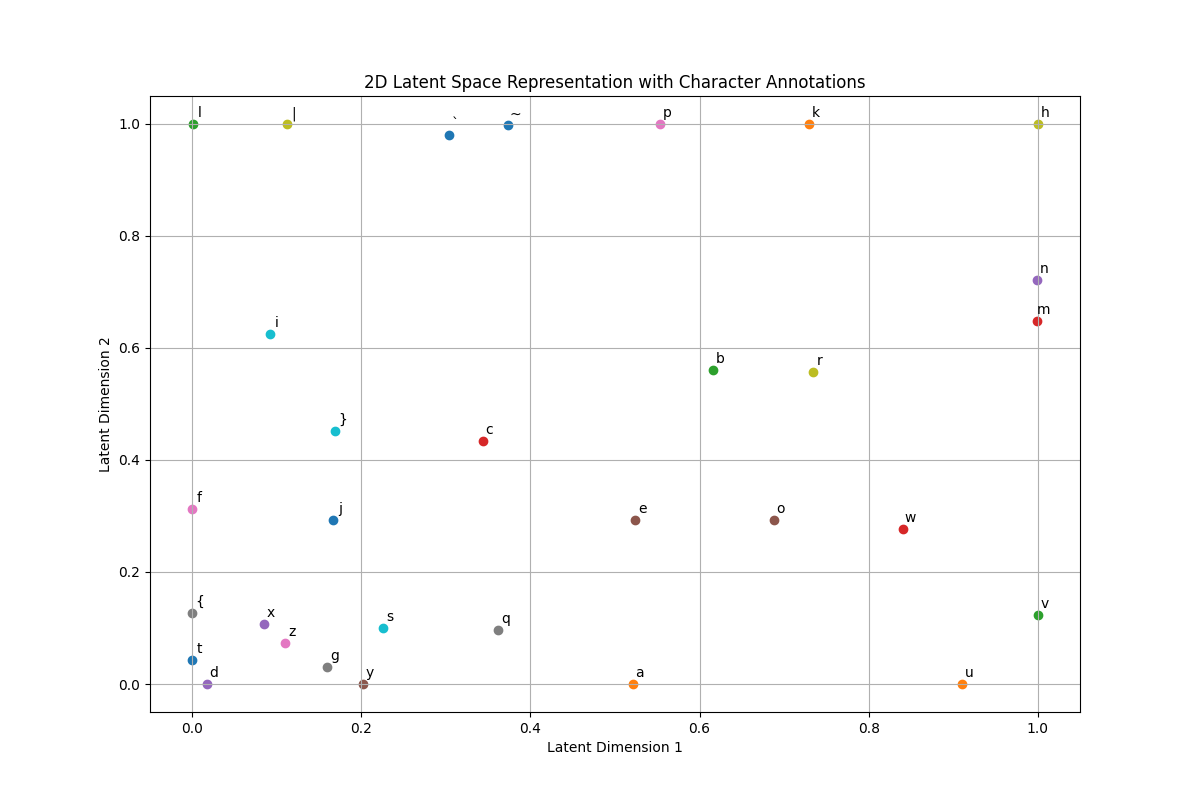 2D Latent Space Representation with Character Annotations
l | ` ~ p k h
1.0
0.8
n
m
i
0.6
b r
}
c
0.4
f
j e o w
0.2
{
x s q v
z
t g
d y a u
0.0
0.0 0.2 0.4 0.6 0.8 1.0
Latent Dimension 1
Latent Dimension 2